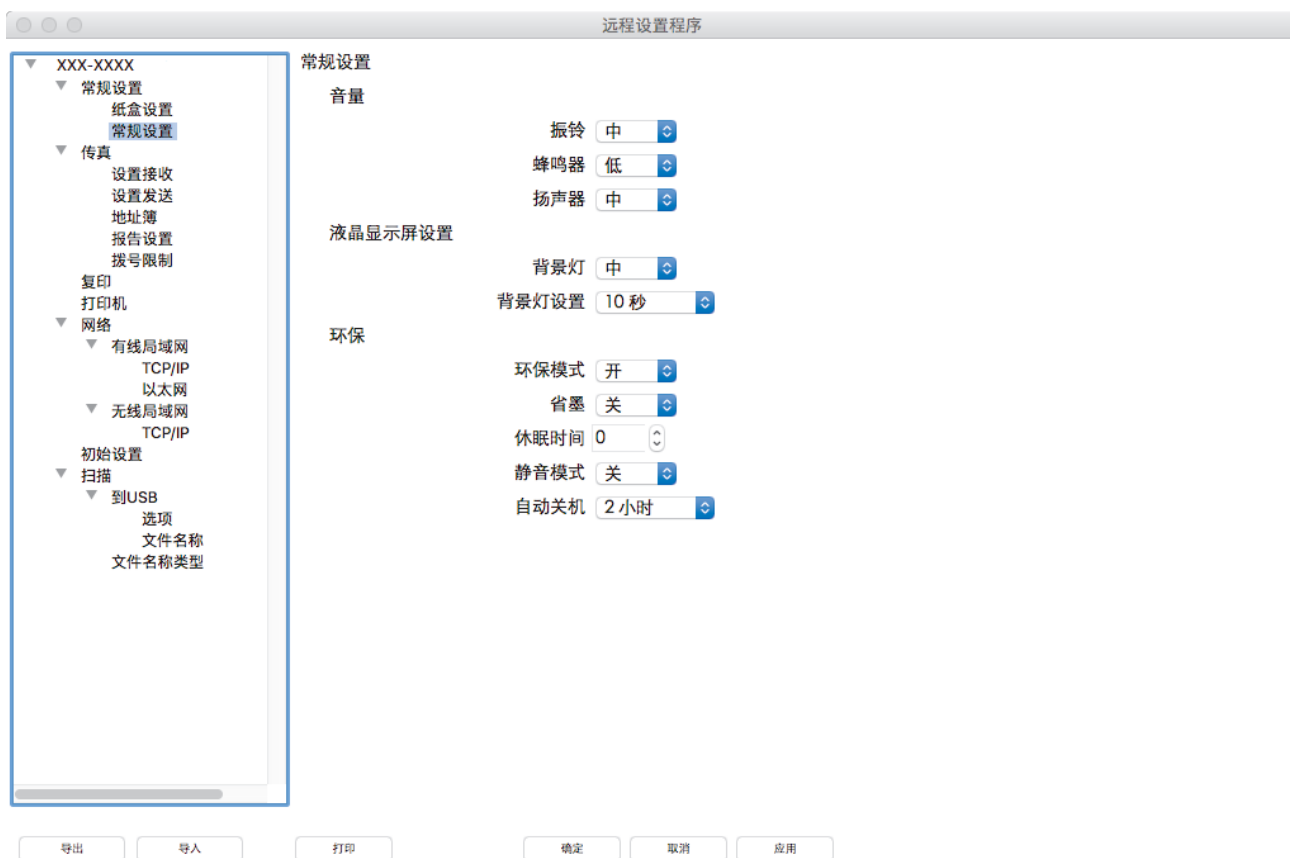 远程设置程序
XXX-XXXX
常规设置
纸盒设置
常规设置
传真
设置接收
设置发送
地址簿
报告设置
拨号限制
复印
打印机
网络
有线局域网
TCP/IP
以太网
无线局域网
TCP/IP
初始设置
扫描
到USB
选项
文件名称
文件名称类型
常规设置
音量
振铃 中
蜂鸣器 低
扬声器 中
液晶显示屏设置
背景灯 中
背景灯设置 10 秒
环保
环保模式 开
省墨 关
休眠时间 0
静音模式 关
自动关机 2 小时
导出 导入 打印 确定 取消 应用